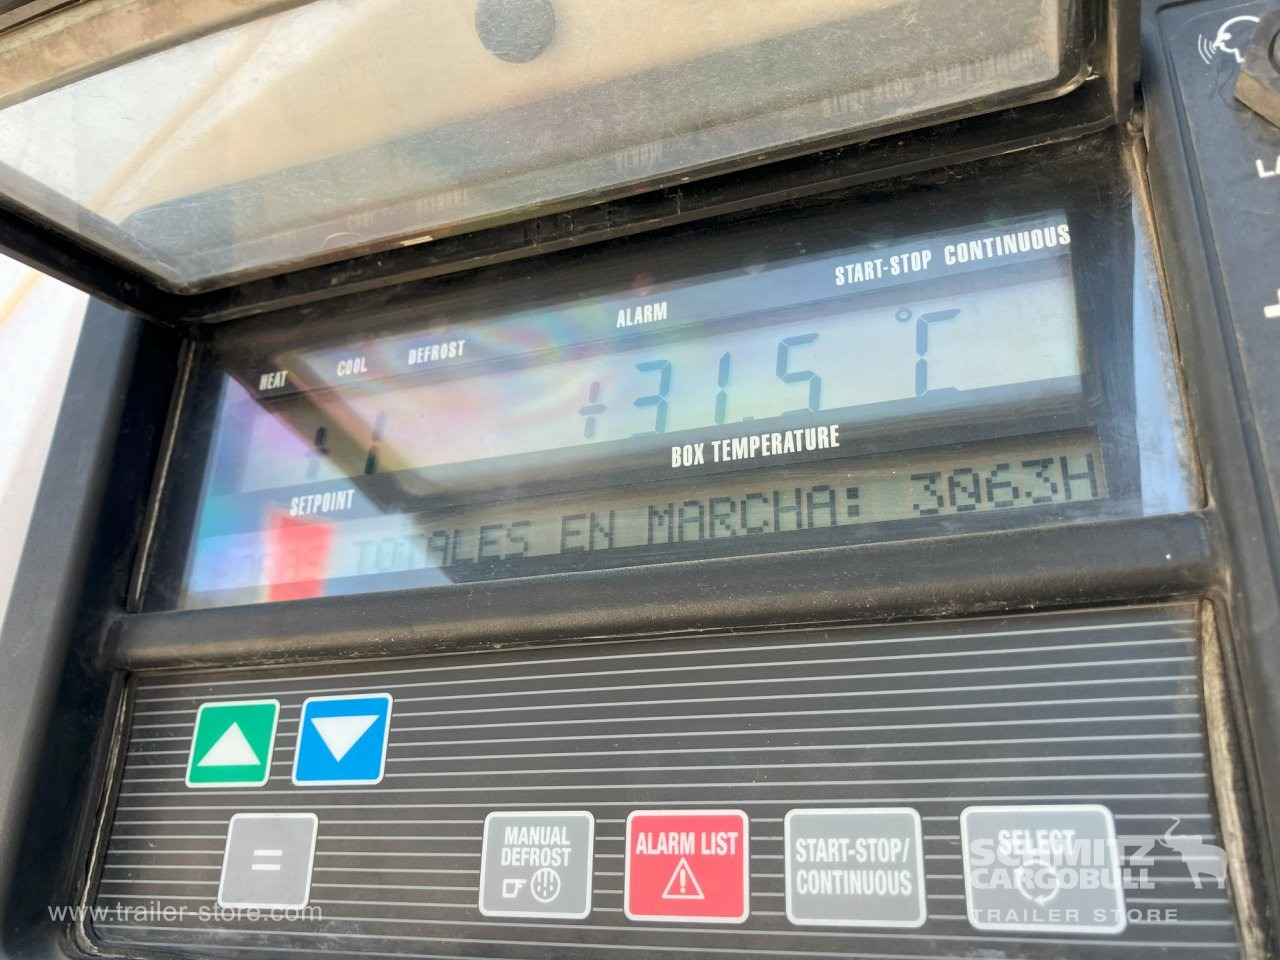 START-STOP CONTINUOUS
HEAT COOL DEFROST ALARM
+1 +31.5 °C
SETPOINT BOX TEMPERATURE
TOTALES EN MARCHA: 3063H
MANUAL
DEFROST
ALARM LIST
START-STOP/
CONTINUOUS
SELECT
=
SCHMITZ
CARGOBULL
TRAILER STORE
www.trailer-store.com